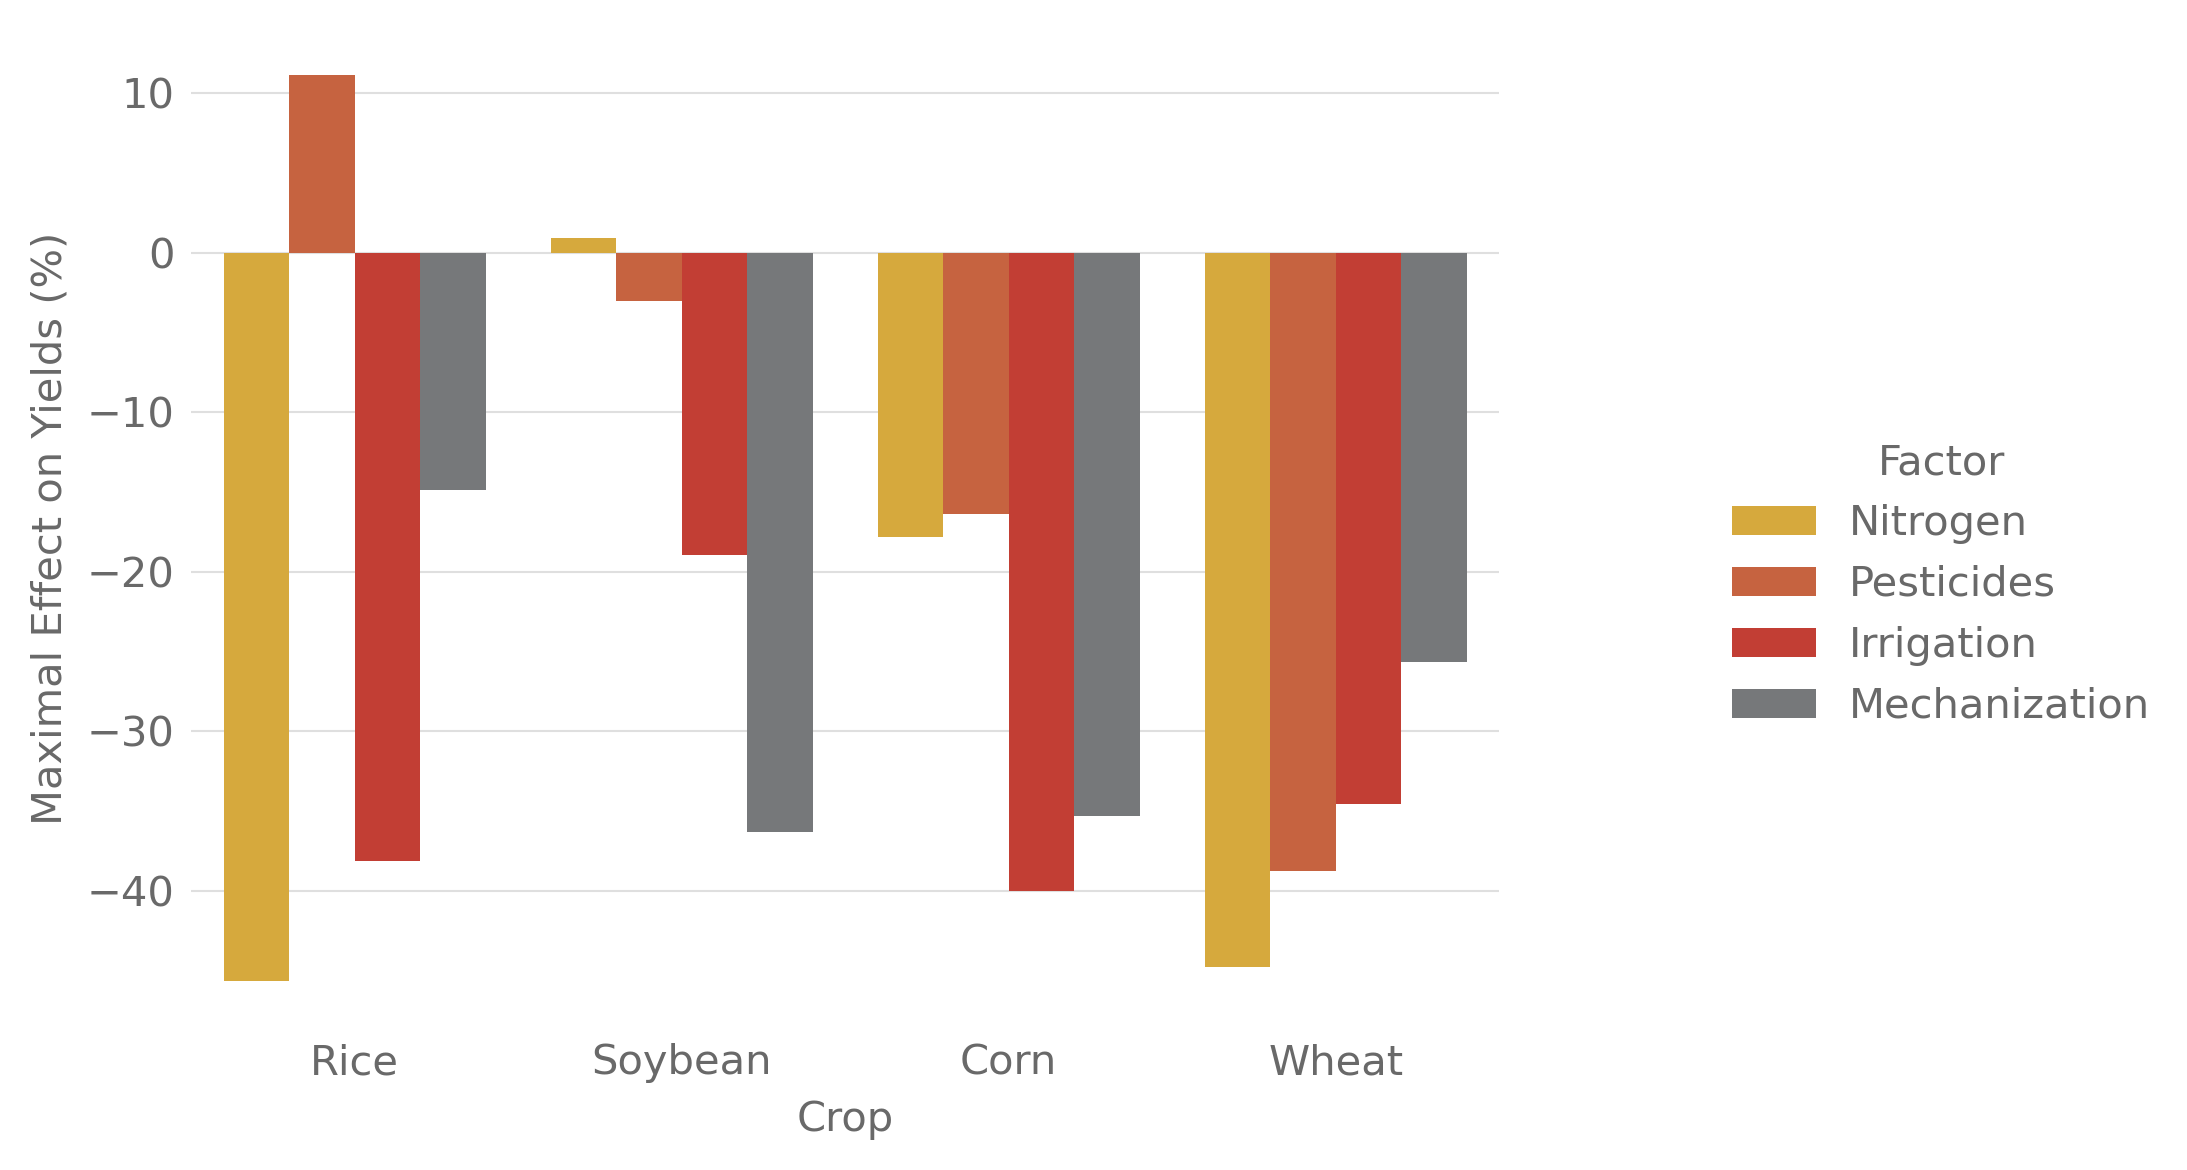 Maximal Effect on Yields (%)
10
0
−10
−20
−30
−40
Rice
Soybean
Corn
Wheat
Crop
Factor
Nitrogen
Pesticides
Irrigation
Mechanization